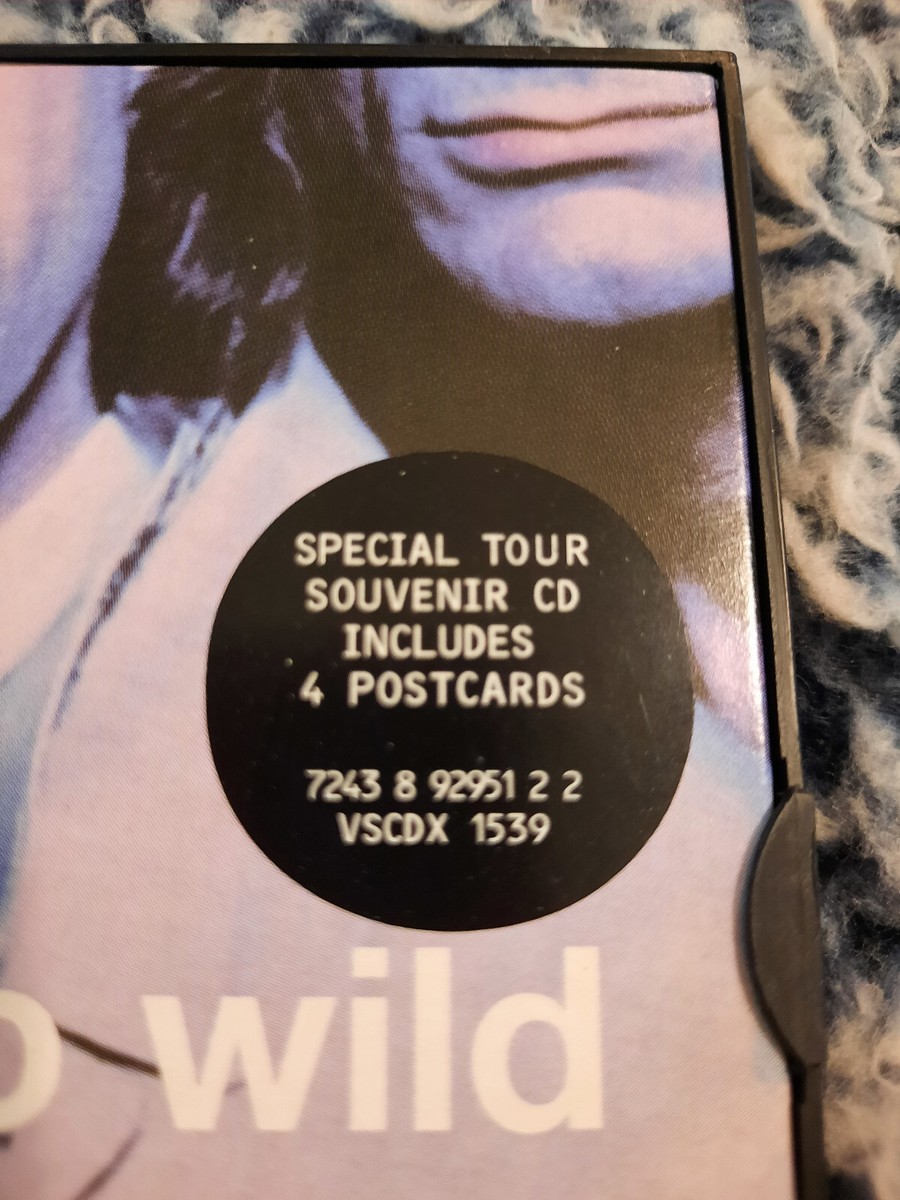 SPECIAL TOUR
SOUVENIR CD
INCLUDES
4 POSTCARDS
7243 8 92951 2 2
VSCDX 1539
o wild